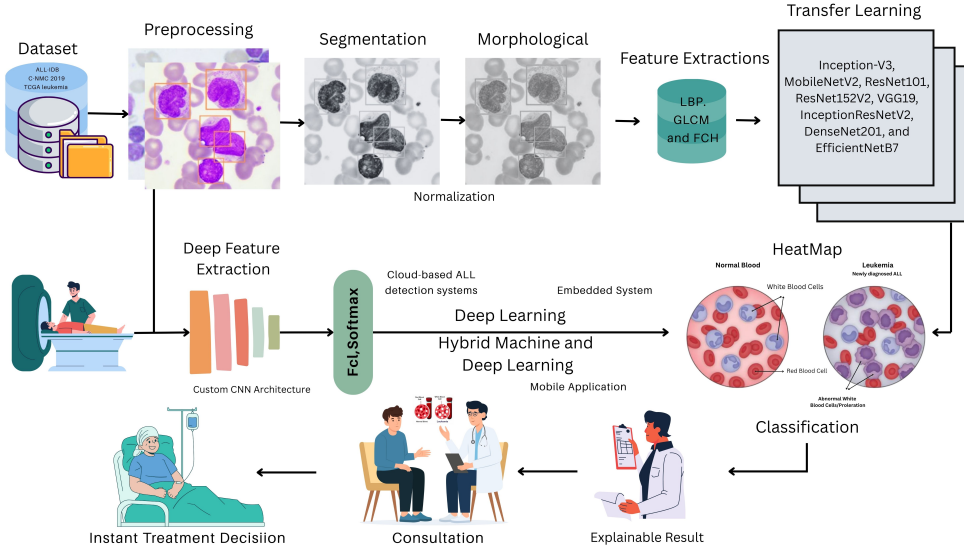 Transfer Learning
Preprocessing
Dataset
Segmentation
Morphological
Feature Extractions
ALL-IDB
C-NMC 2019
TCGA leukemia
LBP.
GLCM
and FCH
Inception-V3,
MobileNetV2, ResNet101,
ResNet152V2, VGG19,
InceptionResNetV2,
DenseNet201, and
EfficientNetB7
Normalization
Deep Feature
Extraction
Custom CNN Architecture
Fcl,Softmax
Cloud-based ALL
detection systems
Embedded System
Deep Learning
Hybrid Machine and
Deep Learning
Mobile Application
HeatMap
Normal Blood
Leukemia
Newly diagnosed ALL
White Blood Cells
Red Blood Cell
Abnormal White
Blood Cells/Proleration
Classification
Instant Treatment Decisiion
Consultation
Explainable Result